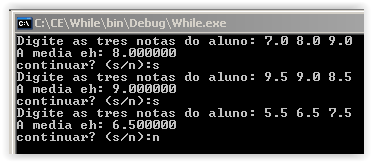 C:\CE\While\bin\Debug\While.exe
Digite as tres notas do aluno: 7.0 8.0 9.0
A media eh: 8.000000
continuar? (s/n):s
Digite as tres notas do aluno: 9.5 9.0 8.5
A media eh: 9.000000
continuar? (s/n):s
Digite as tres notas do aluno: 5.5 6.5 7.5
A media eh: 6.500000
continuar? (s/n):n